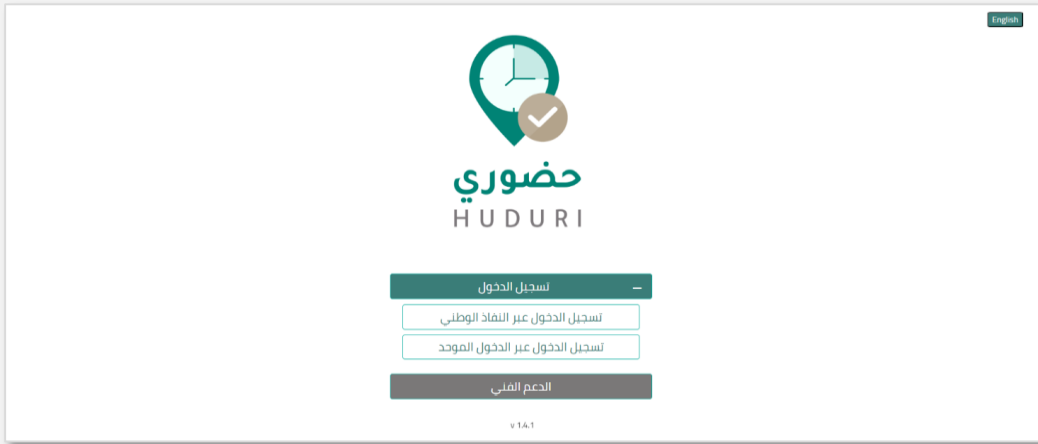 English
حضوري
HUDURI
تسجيل الدخول
تسجيل الدخول عبر النفاذ الوطني
تسجيل الدخول عبر الدخول الموحد
الدعم الفني
v 1.4.1